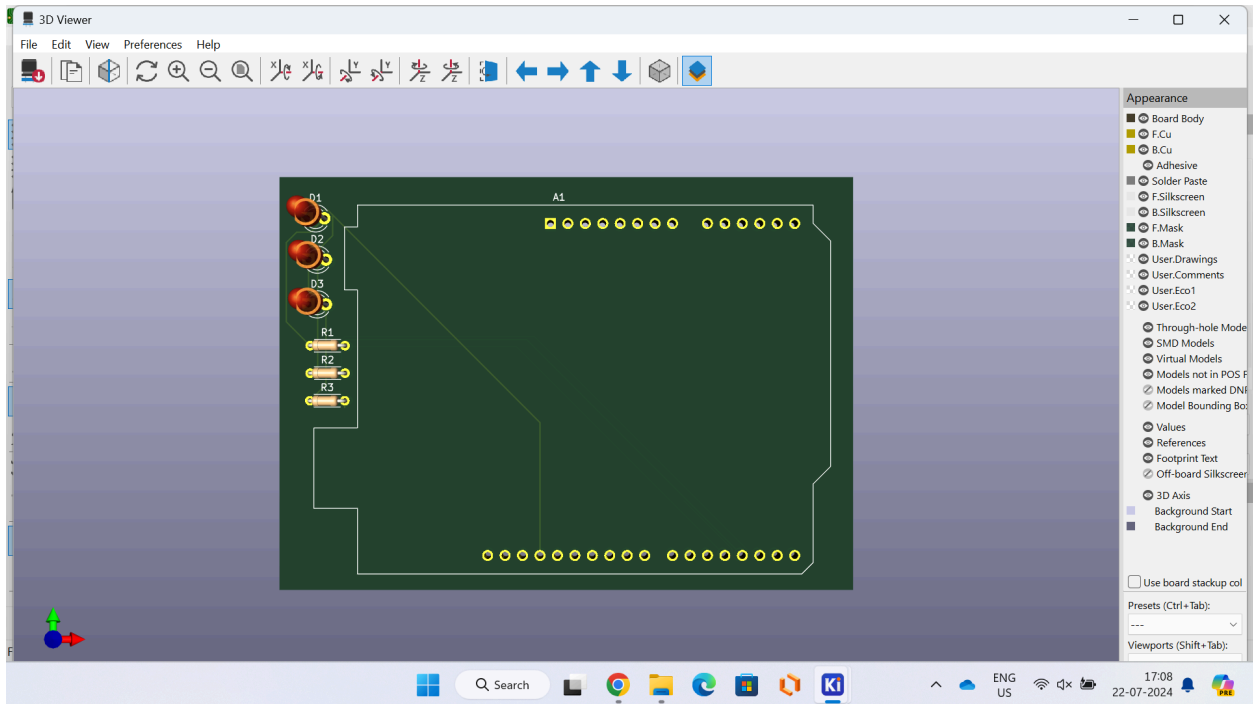 3D Viewer
File Edit View Preferences Help
Appearance
Board Body
F.Cu
B.Cu
Adhesive
Solder Paste
F.Silkscreen
B.Silkscreen
F.Mask
B.Mask
User.Drawings
User.Comments
User.Eco1
User.Eco2
Through-hole Mode
SMD Models
Virtual Models
Models not in POS F
Models marked DNF
Model Bounding Bo
Values
References
Footprint Text
Off-board Silkscreen
3D Axis
Background Start
Background End
Use board stackup col
Presets (Ctrl+Tab):
---
Viewports (Shift+Tab):
D1
A1
D2
D3
R1
R2
R3
X
X
Y
Y
Z
Z
Search
Ki
ENG
US
17:08
22-07-2024
PRE